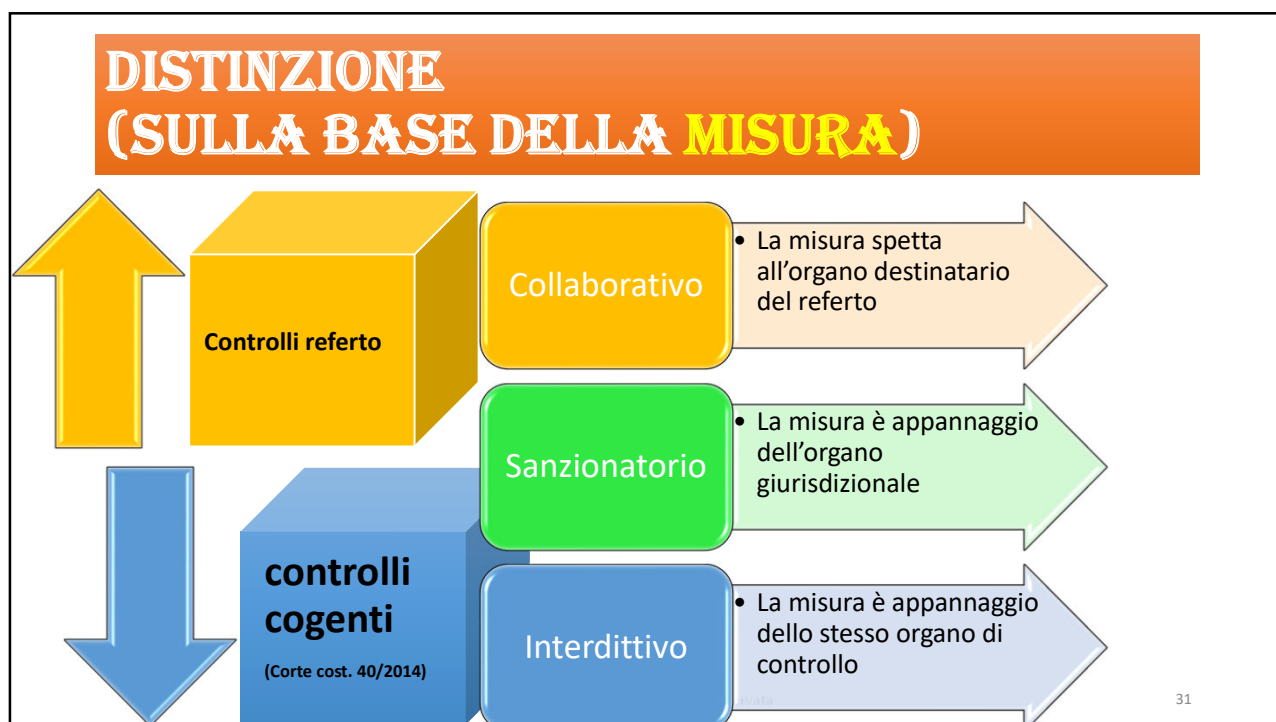 DISTINZIONE
(SULLA BASE DELLA MISURA)
Controlli referto
Collaborativo
• La misura spetta
all’organo destinatario
del referto
Sanzionatorio
• La misura è appannaggio
dell’organo
giurisdizionale
controlli
cogenti
(Corte cost. 40/2014)
Interdittivo
• La misura è appannaggio
dello stesso organo di
controllo
31